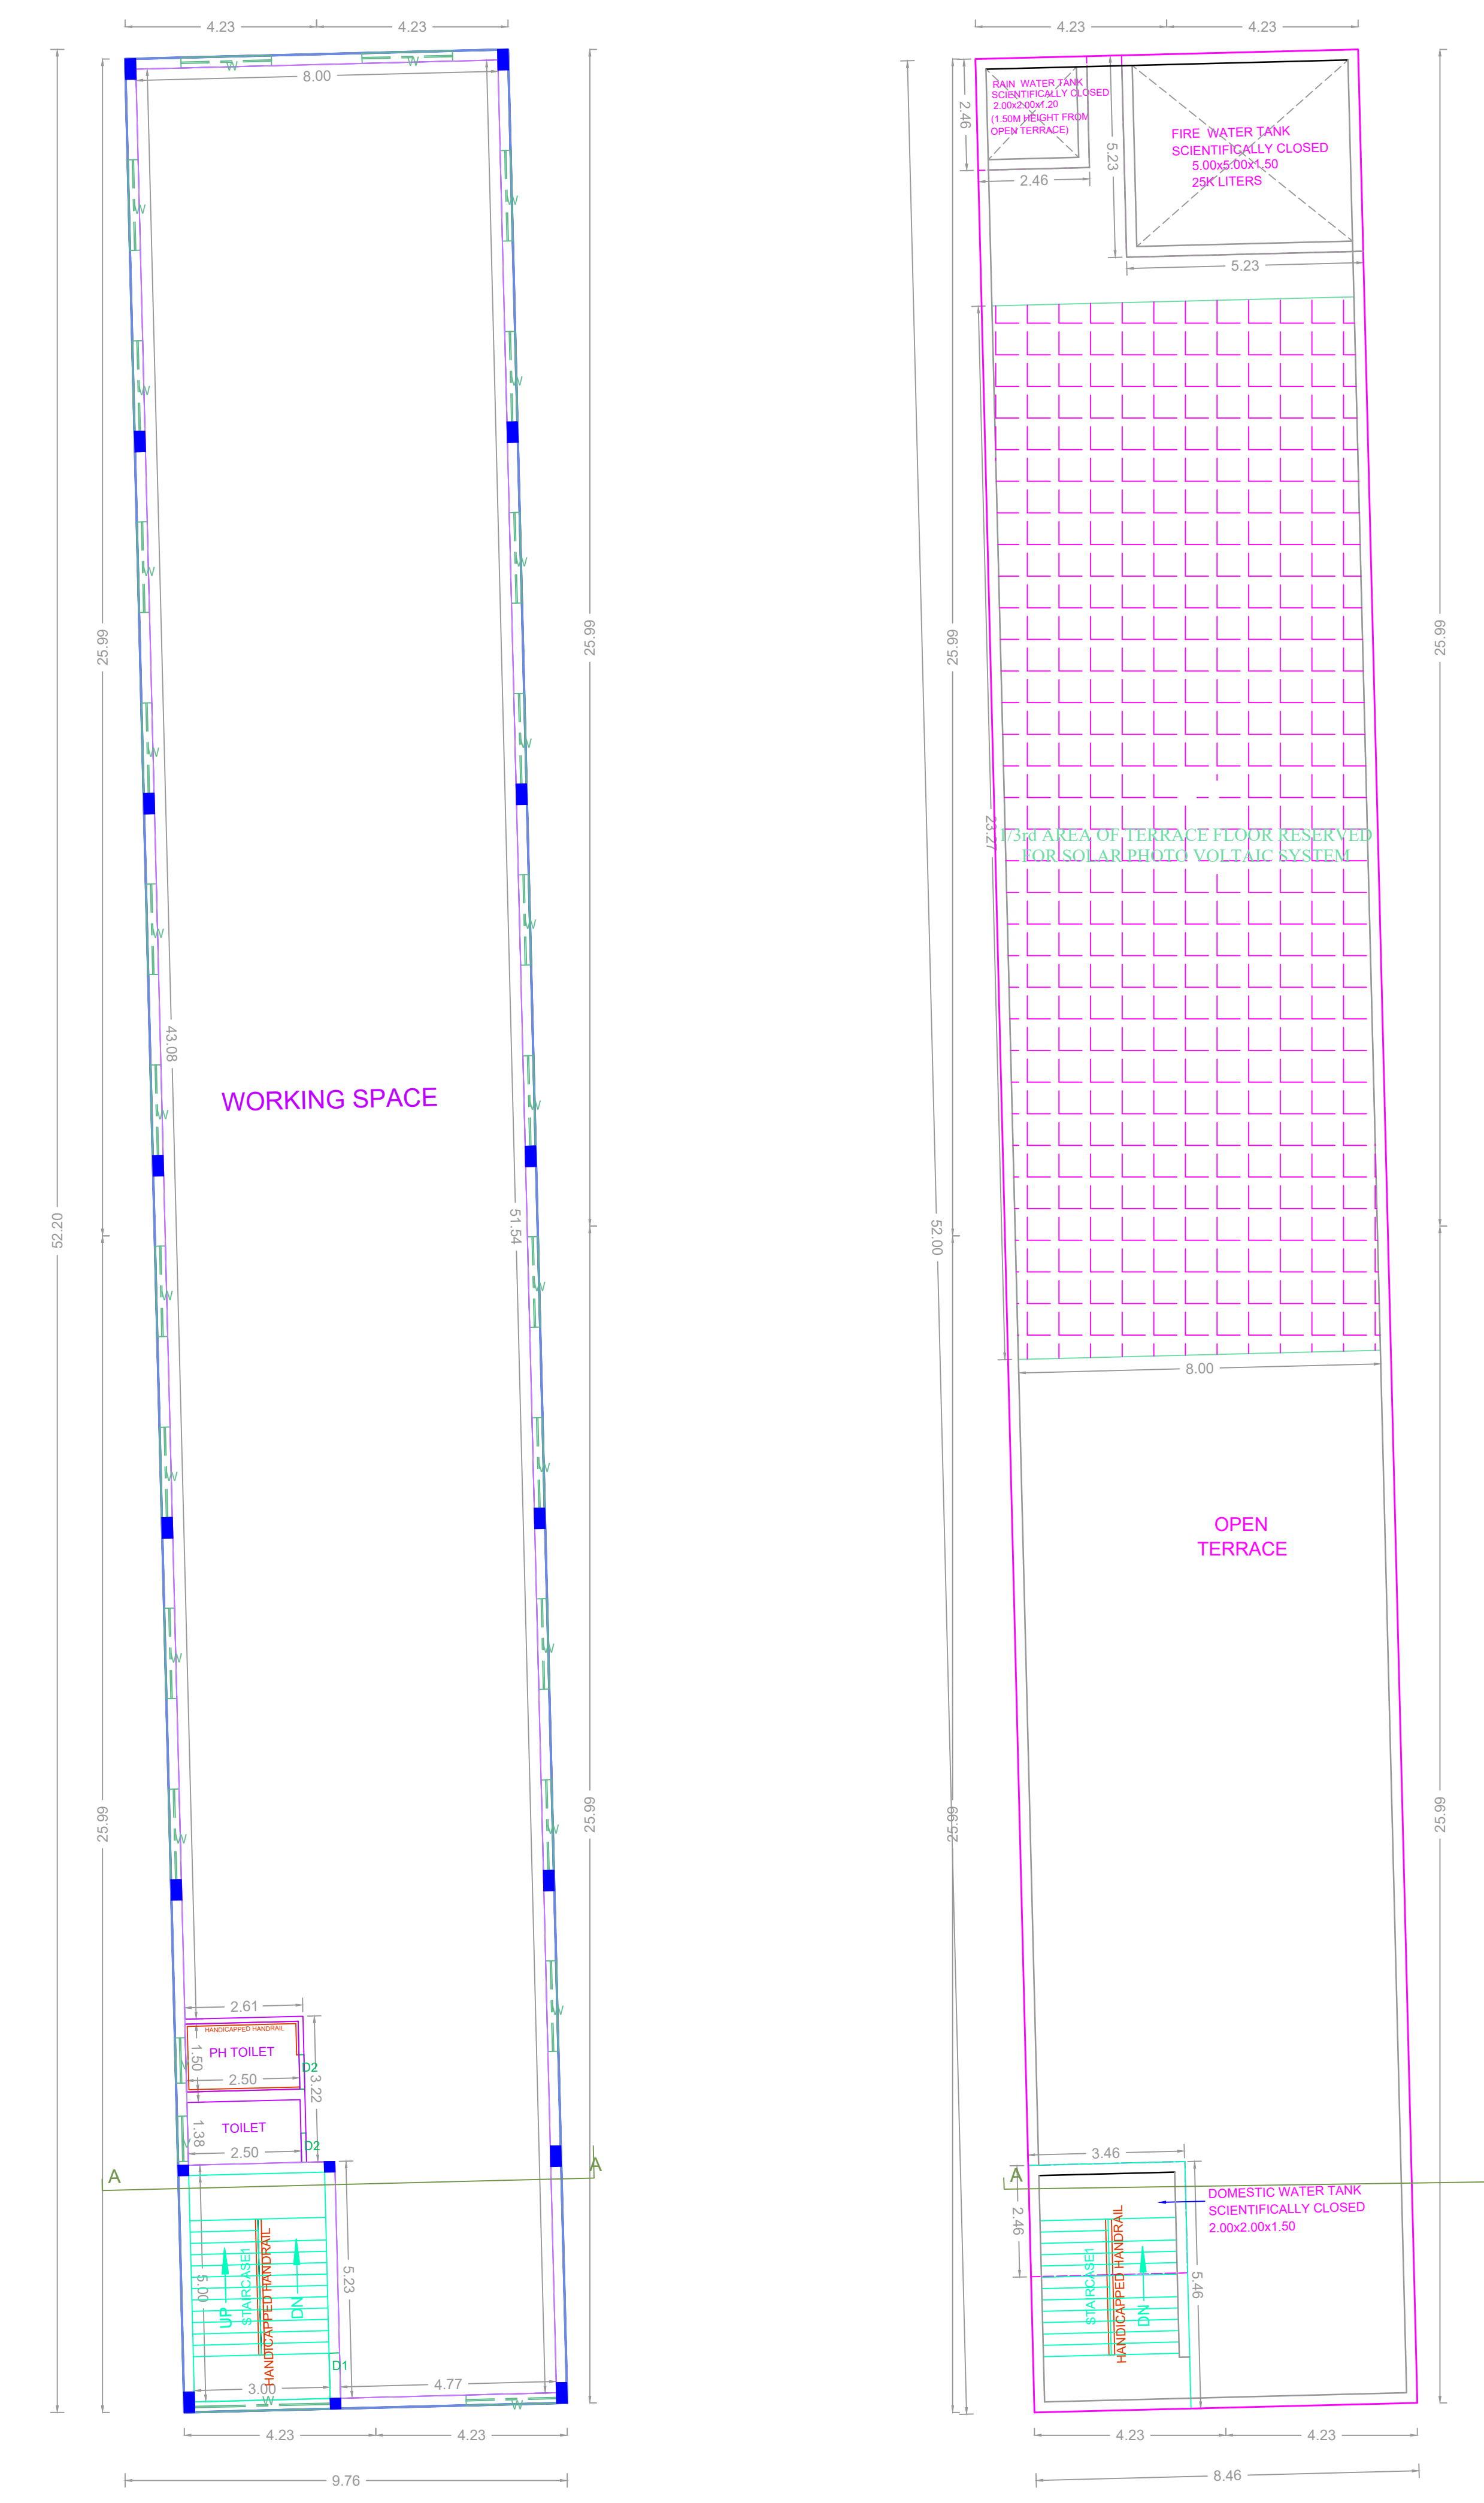 4.23
4.23
4.23
4.23
W
W
8.00
RAIN  WATER TANK
SCIENTIFICALLY CLOSED
2.00x2.00x1.20
(1.50M HEIGHT FROM
OPEN TERRACE)
2.46
2.46
5.23
FIRE  WATER TANK
SCIENTIFICALLY CLOSED
5.00x5.00x1.50
25K LITERS
5.23
W
W
W
W
W
W
25.99
25.99
25.99
25.99
W
W
23.27
1/3rd AREA OF TERRACE FLOOR RESERVED
FOR SOLAR PHOTO VOLTAIC SYSTEM
W
W
43.08
WORKING SPACE
W
W
52.20
51.54
52.00
W
W
8.00
W
W
OPEN
TERRACE
W
W
25.99
W
W
25.99
25.99
25.99
W
2.61
HANDICAPPED HANDRAIL
PH TOILET
1.50
V
D2
2.50
3.22
TOILET
1.38
V
D2
2.50
3.46
A
A
A
DOMESTIC WATER TANK
SCIENTIFICALLY CLOSED
2.00x2.00x1.50
2.46
5.00
UP
STAIRCASE1
HANDICAPPED HANDRAIL
DN
5.23
STAIRCASE1
HANDICAPPED HANDRAIL
DN
5.46
D1
3.00
4.77
W
W
4.23
4.23
4.23
4.23
9.76
8.46